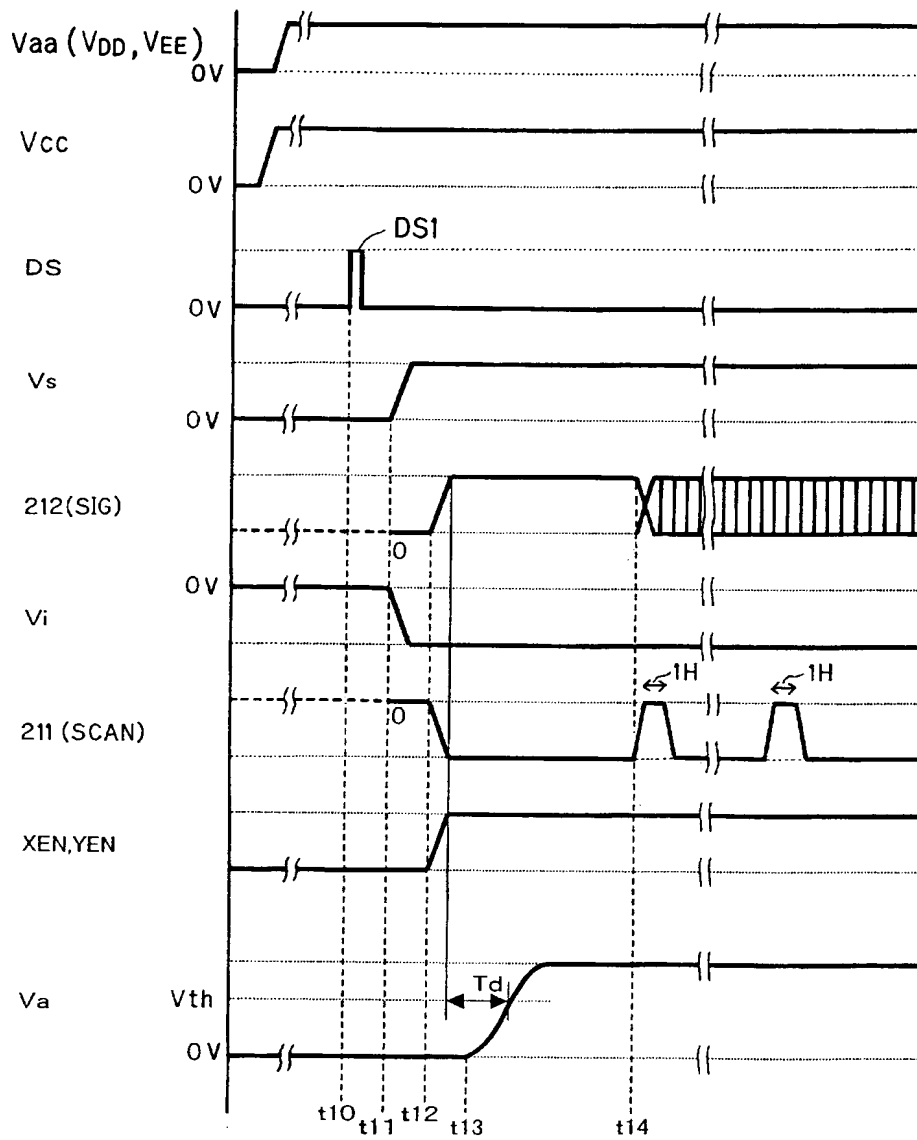 Vaa (VDD, VEE)
0V
Vcc
0V
DS1
DS
0V
Vs
0V
212(SIG)
0
0V
Vi
1H
1H
0
211 (SCAN)
XEN,YEN
Td
Va
Vth
0V
t10
t11
t12
t13
t14